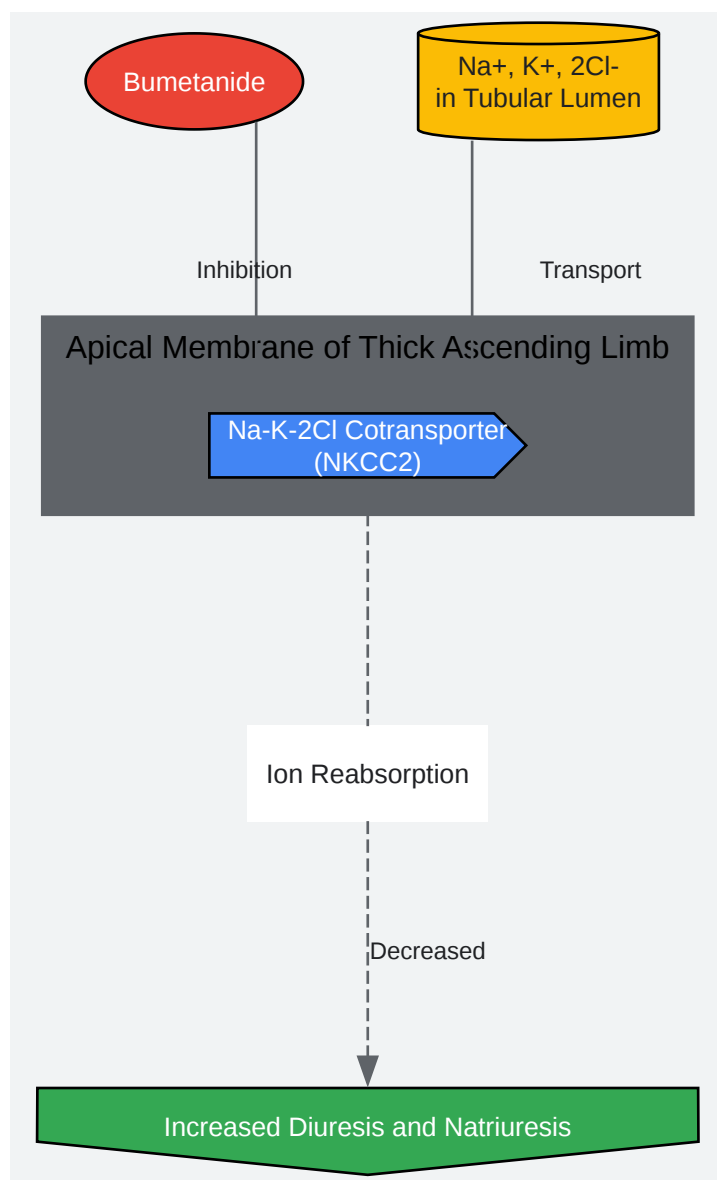 Bumetanide
Na+, K+, 2Cl-
in Tubular Lumen
Inhibition
Transport
Apical Membrane of Thick Ascending Limb
Na-K-2Cl Cotransporter
(NKCC2)
Ion Reabsorption
Decreased
Increased Diuresis and Natriuresis